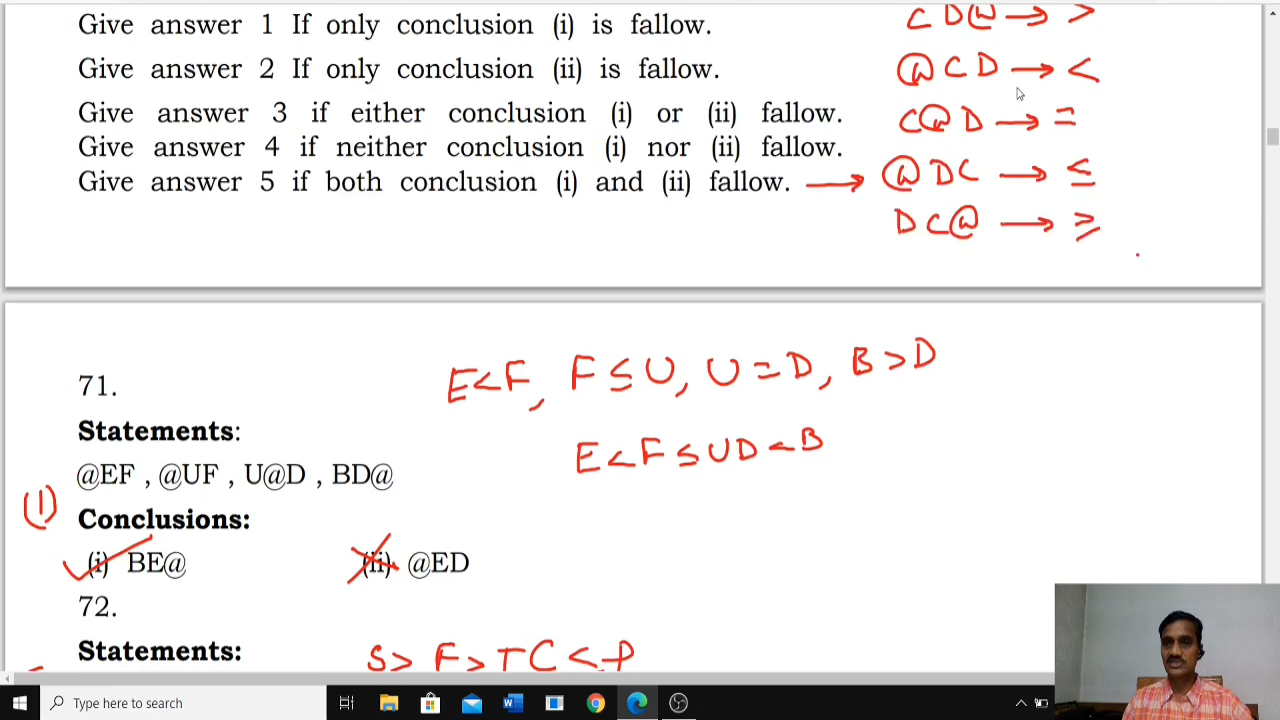 Give answer 1 If only conclusion (i) is fallow.
CD@ → >
Give answer 2 If only conclusion (ii) is fallow.
@CD → <
Give answer 3 if either conclusion (i) or (ii) fallow.
C@D → =
Give answer 4 if neither conclusion (i) nor (ii) fallow.
Give answer 5 if both conclusion (i) and (ii) fallow. →
@DC → ≤
DC@ → ≥
71.
E<F, F≤U, U=D, B>D
Statements:
E<F≤UD<B
@EF , @UF , U@D , BD@
(1)
Conclusions:
(i) BE@ (ii) @ED
72.
Statements:
S> F>TC<P
Type here to search